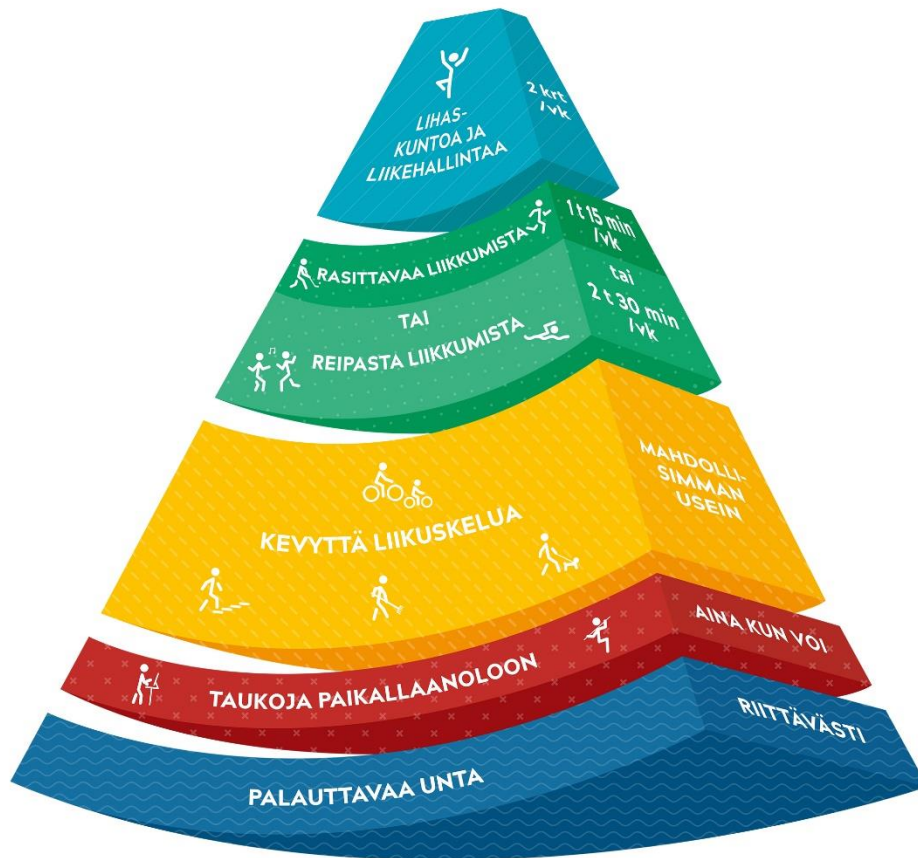 LIHAS-
KUNTOA JA
LIIKEHALLINTAA
2 krt
/vk
RASITTAVAA LIIKKUMISTA
1 t 15 min
/vk
TAI
tai
REIPASTA LIIKKUMISTA
2 t 30 min
/vk
KEVYTTÄ LIIKUSKELUA
MAHDOLLI-
SIMMAN
USEIN
TAUKOJA PAIKALLAANOLOON
AINA KUN VOI
PALAUTTAVAA UNTA
RIITTÄVÄSTI